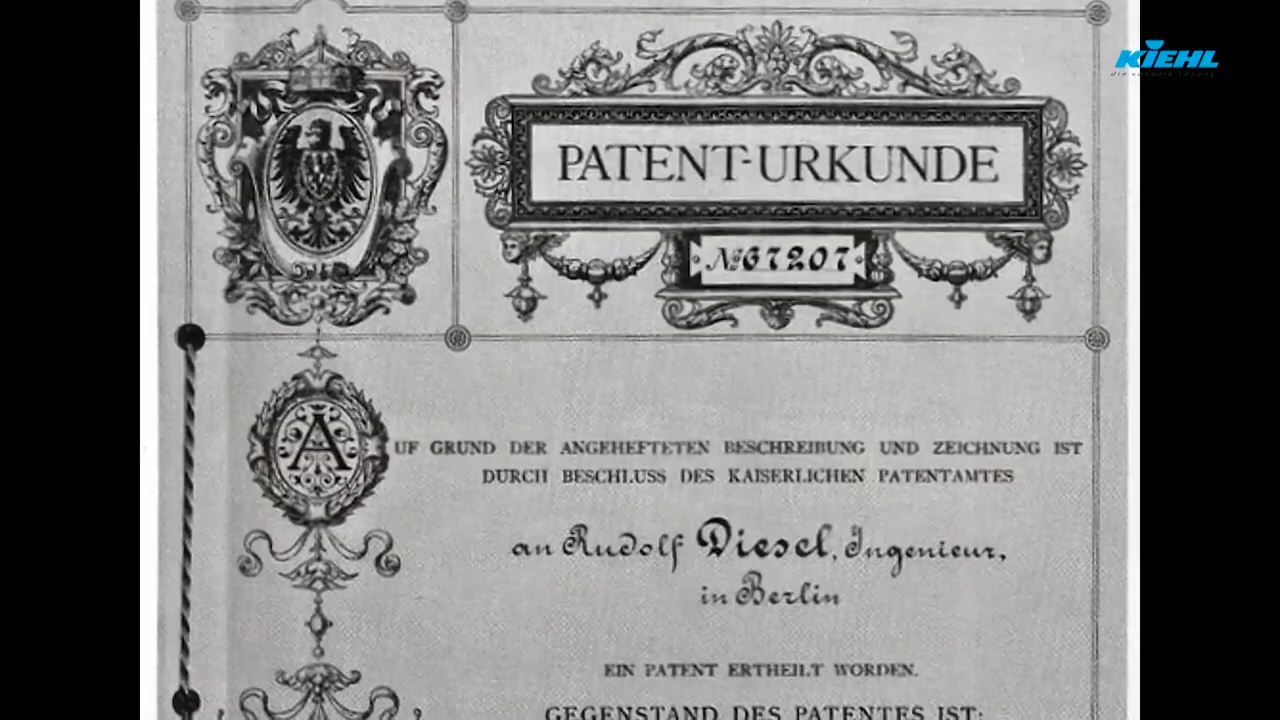 KIEHL
PATENT-URKUNDE
№ 67207
AUF GRUND DER ANGEHEFTETEN BESCHREIBUNG UND ZEICHNUNG IST
DURCH BESCHLUSS DES KAISERLICHEN PATENTAMTES
an Rudolf Diesel, Ingenieur,
in Berlin
EIN PATENT ERTHEILT WORDEN.
GEGENSTAND DES PATENTES IST: